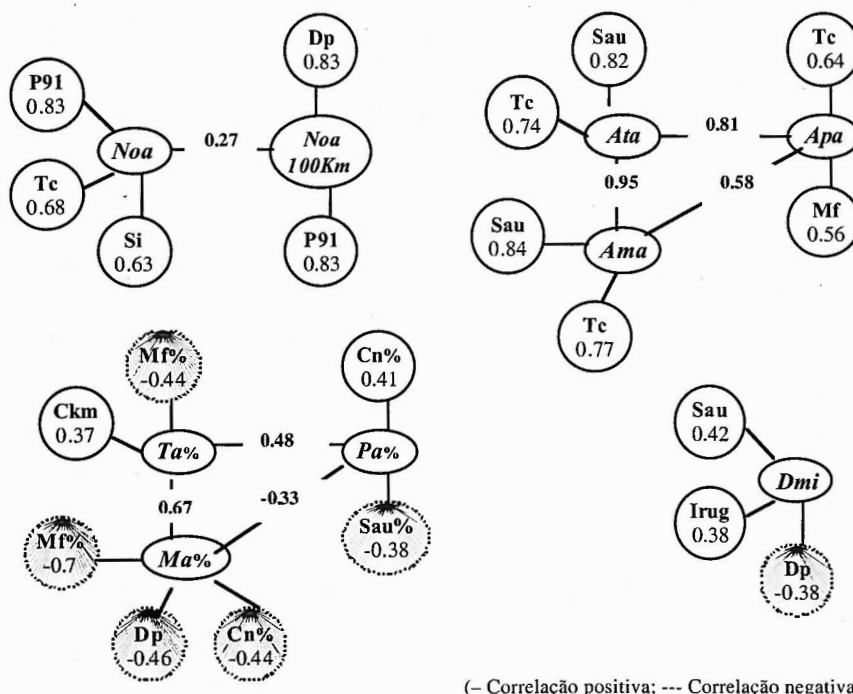 Dp
0.83
P91
0.83
Noa
0.27
Noa
100Km
Tc
0.68
Si
0.63
P91
0.83
Sau
0.82
Tc
0.64
Tc
0.74
Ata
0.81
Apa
0.95
0.58
Sau
0.84
Ama
Mf
0.56
Tc
0.77
Mf%
-0.44
Cn%
0.41
Ckm
0.37
Ta%
0.48
Pa%
0.67
-0.33
Mf%
-0.7
Ma%
Sau%
-0.38
Dp
-0.46
Cn%
-0.44
Sau
0.42
Dmi
Irug
0.38
Dp
-0.38
(– Correlação positiva; --- Correlação negativa